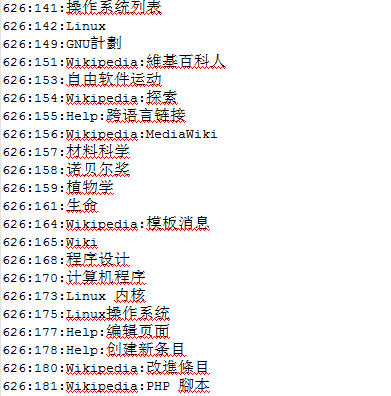 626:141:操作系统列表
626:142:Linux
626:149:GNU計劃
626:151:Wikipedia:維基百科人
626:153:自由软件运动
626:154:Wikipedia:探索
626:155:Help:跨语言链接
626:156:Wikipedia:MediaWiki
626:157:材料科学
626:158:诺贝尔奖
626:159:植物学
626:161:生命
626:164:Wikipedia:模板消息
626:165:Wiki
626:168:程序设计
626:170:计算机程序
626:173:Linux 内核
626:175:Linux操作系统
626:177:Help:编辑页面
626:178:Help:创建新条目
626:180:Wikipedia:改進條目
626:181:Wikipedia:PHP 腳本